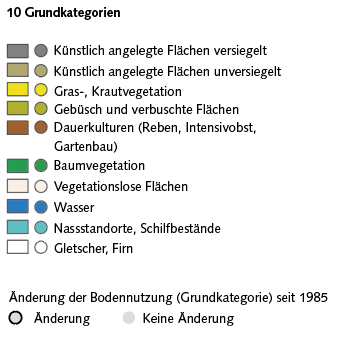 10 Grundkategorien
Künstlich angelegte Flächen versiegelt
Künstlich angelegte Flächen unversiegelt
Gras-, Krautvegetation
Gebüsch und verbuschte Flächen
Dauerkulturen (Reben, Intensivobst,
Gartenbau)
Baumvegetation
Vegetationslose Flächen
Wasser
Nassstandorte, Schilfbestände
Gletscher, Firn
Änderung der Bodennutzung (Grundkategorie) seit 1985
Änderung Keine Änderung